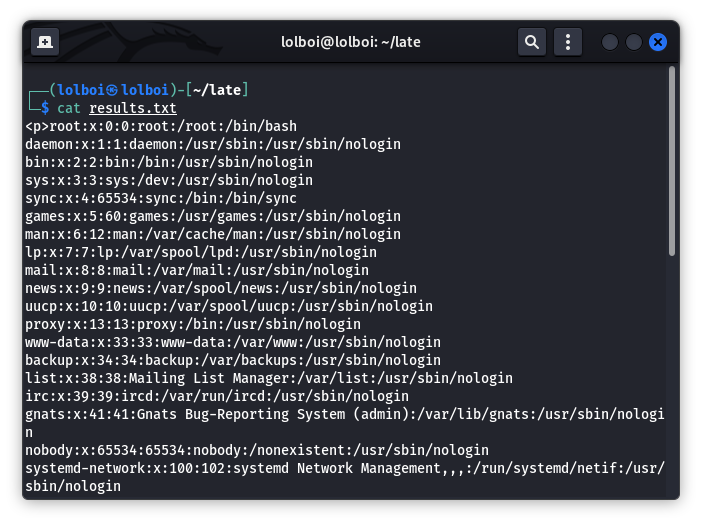 lolboi@lolboi: ~/late
┌──(lolboi㉿lolboi)-[~/late]
└─$ cat results.txt
<p>root:x:0:0:root:/root:/bin/bash
daemon:x:1:1:daemon:/usr/sbin:/usr/sbin/nologin
bin:x:2:2:bin:/bin:/usr/sbin/nologin
sys:x:3:3:sys:/dev:/usr/sbin/nologin
sync:x:4:65534:sync:/bin:/bin/sync
games:x:5:60:games:/usr/games:/usr/sbin/nologin
man:x:6:12:man:/var/cache/man:/usr/sbin/nologin
lp:x:7:7:lp:/var/spool/lpd:/usr/sbin/nologin
mail:x:8:8:mail:/var/mail:/usr/sbin/nologin
news:x:9:9:news:/var/spool/news:/usr/sbin/nologin
uucp:x:10:10:uucp:/var/spool/uucp:/usr/sbin/nologin
proxy:x:13:13:proxy:/bin:/usr/sbin/nologin
www-data:x:33:33:www-data:/var/www:/usr/sbin/nologin
backup:x:34:34:backup:/var/backups:/usr/sbin/nologin
list:x:38:38:Mailing List Manager:/var/list:/usr/sbin/nologin
irc:x:39:39:ircd:/var/run/ircd:/usr/sbin/nologin
gnats:x:41:41:Gnats Bug-Reporting System (admin):/var/lib/gnats:/usr/sbin/nologi
n
nobody:x:65534:65534:nobody:/nonexistent:/usr/sbin/nologin
systemd-network:x:100:102:systemd Network Management,,,:/run/systemd/netif:/usr/
sbin/nologin